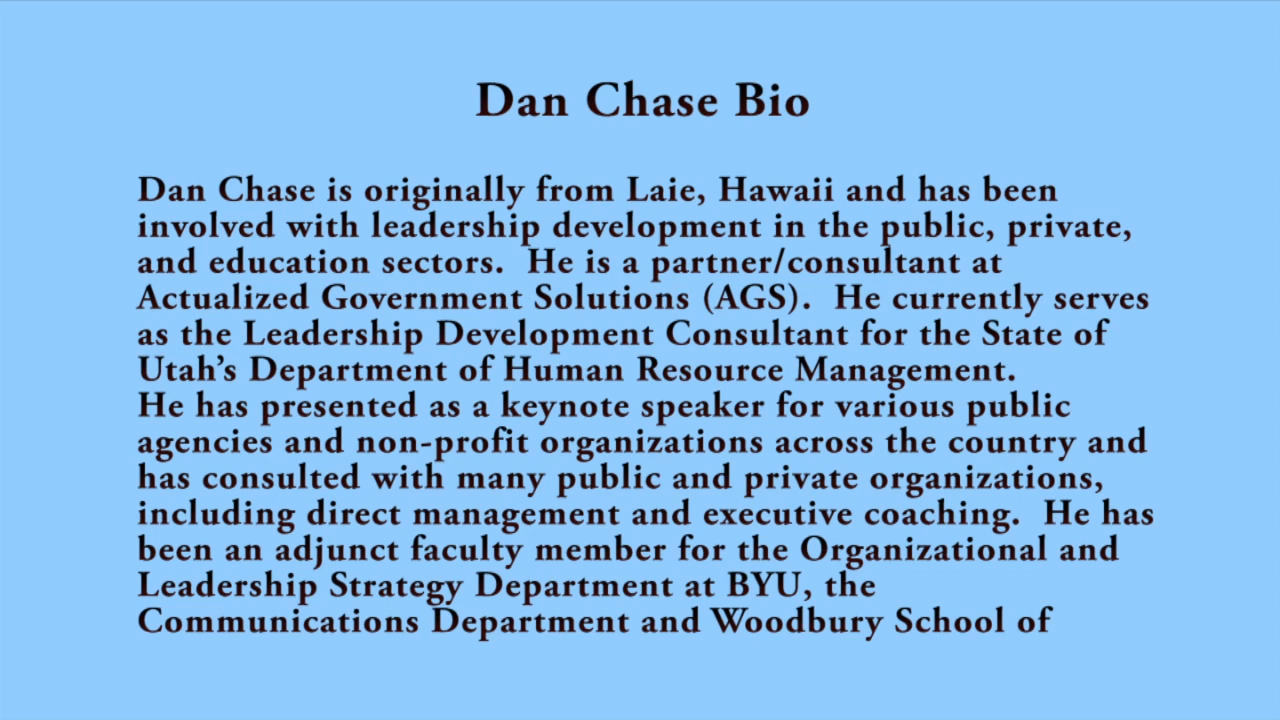 Dan Chase Bio
Dan Chase is originally from Laie, Hawaii and has been
involved with leadership development in the public, private,
and education sectors.  He is a partner/consultant at
Actualized Government Solutions (AGS).  He currently serves
as the Leadership Development Consultant for the State of
Utah’s Department of Human Resource Management.
He has presented as a keynote speaker for various public
agencies and non-profit organizations across the country and
has consulted with many public and private organizations,
including direct management and executive coaching.  He has
been an adjunct faculty member for the Organizational and
Leadership Strategy Department at BYU, the
Communications Department and Woodbury School of